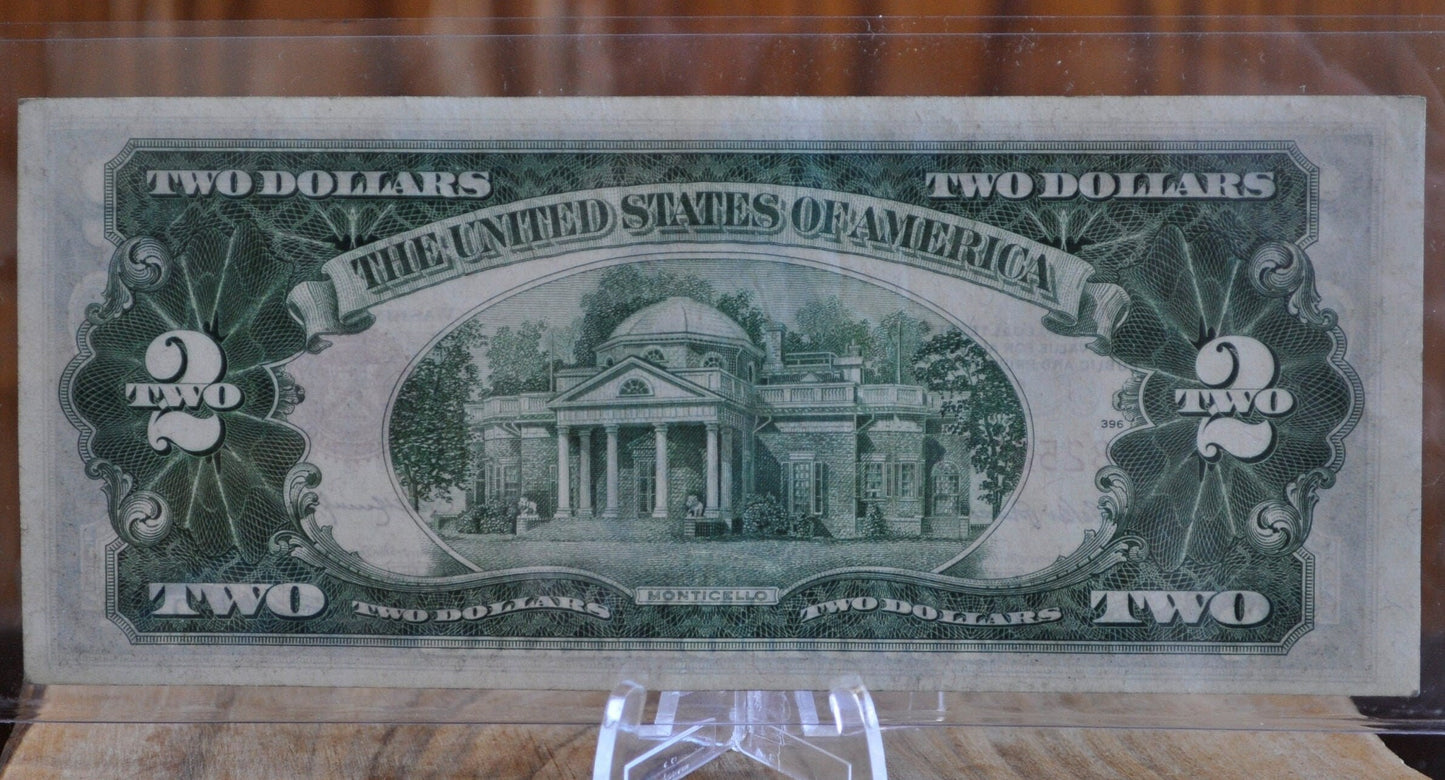 TWO DOLLARS TWO DOLLARS
THE UNITED STATES OF AMERICA
2 TWO 2 TWO
396
MONTICELLO
TWO TWO DOLLARS TWO DOLLARS TWO